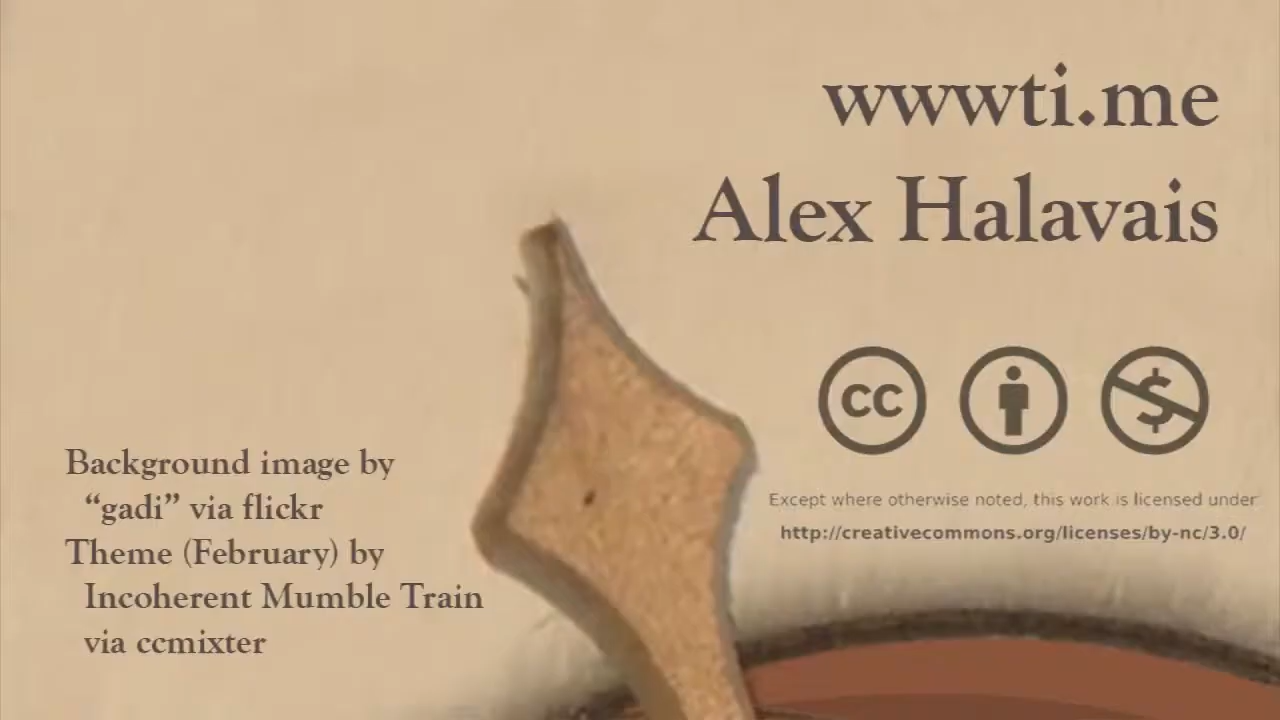 wwwti.me
Alex Halavais
cc
Except where otherwise noted, this work is licensed under
http://creativecommons.org/licenses/by-nc/3.0/
Background image by
“gadi” via flickr
Theme (February) by
Incoherent Mumble Train
via ccmixter